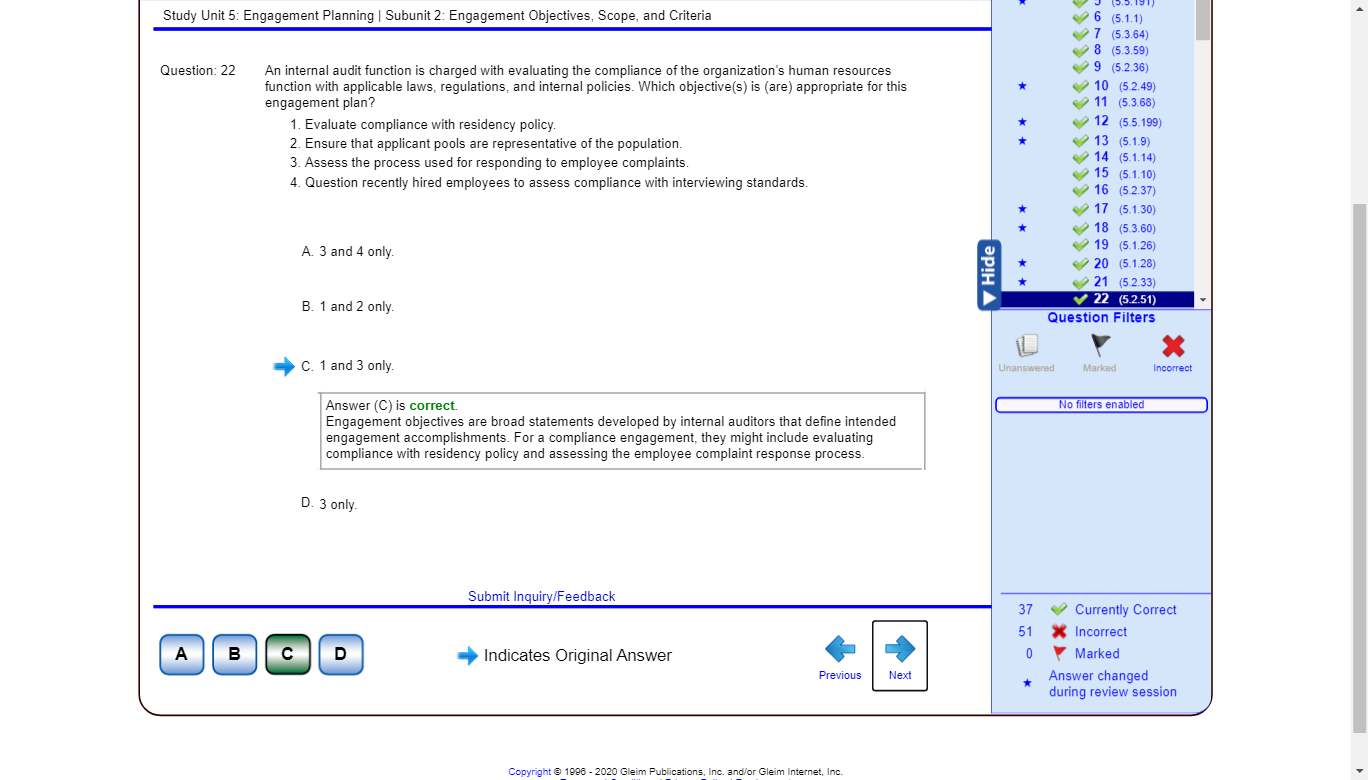 Study Unit 5: Engagement Planning | Subunit 2: Engagement Objectives, Scope, and Criteria
Question: 22
An internal audit function is charged with evaluating the compliance of the organization's human resources
function with applicable laws, regulations, and internal policies. Which objective(s) is (are) appropriate for this
engagement plan?
1. Evaluate compliance with residency policy.
2. Ensure that applicant pools are representative of the population.
3. Assess the process used for responding to employee complaints.
4. Question recently hired employees to assess compliance with interviewing standards.
A. 3 and 4 only.
B. 1 and 2 only.
C. 1 and 3 only.
Answer (C) is correct.
Engagement objectives are broad statements developed by internal auditors that define intended
engagement accomplishments. For a compliance engagement, they might include evaluating
compliance with residency policy and assessing the employee complaint response process.
D. 3 only.
Submit Inquiry/Feedback
A B C D
Indicates Original Answer
Previous
Next
5 (5.5.191)
6 (5.1.1)
7 (5.3.64)
8 (5.3.59)
9 (5.2.36)
10 (5.2.49)
11 (5.3.68)
12 (5.5.199)
13 (5.1.9)
14 (5.1.14)
15 (5.1.10)
16 (5.2.37)
17 (5.1.30)
18 (5.3.60)
19 (5.1.26)
20 (5.1.28)
21 (5.2.33)
22 (5.2.51)
Hide
Question Filters
Unanswered
Marked
Incorrect
No filters enabled
37 Currently Correct
51 Incorrect
0 Marked
Answer changed
during review session
Copyright © 1996 - 2020 Gleim Publications, Inc. and/or Gleim Internet, Inc.